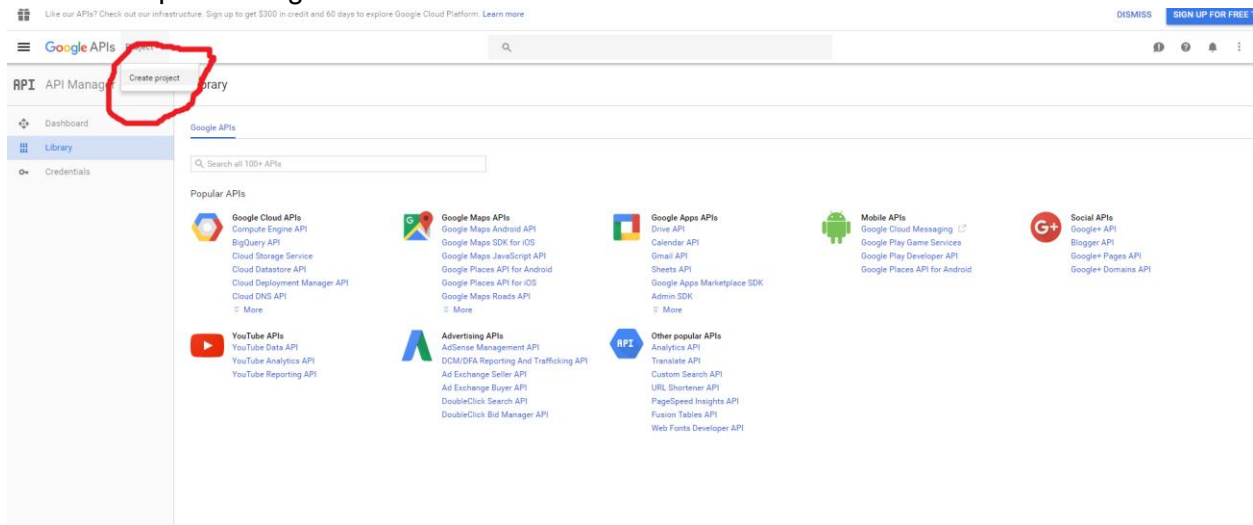 Like our APIs? Check out our infrastructure. Sign up to get $300 in credit and 60 days to explore Google Cloud Platform. Learn more
DISMISS
SIGN UP FOR FREE
Google APIs
Project
API API Manager
Create project
Library
Dashboard
Library
Credentials
Google APIs
Search all 100+ APIs
Popular APIs
Google Cloud APIs
Compute Engine API
BigQuery API
Cloud Storage Service
Cloud Datastore API
Cloud Deployment Manager API
Cloud DNS API
More
Google Maps APIs
Google Maps Android API
Google Maps SDK for iOS
Google Maps JavaScript API
Google Places API for Android
Google Places API for iOS
Google Maps Roads API
More
Google Apps APIs
Drive API
Calendar API
Gmail API
Sheets API
Google Apps Marketplace SDK
Admin SDK
More
Mobile APIs
Google Cloud Messaging
Google Play Game Services
Google Play Developer API
Google Places API for Android
G+
Social APIs
Google+ API
Blogger API
Google+ Pages API
Google+ Domains API
YouTube APIs
YouTube Data API
YouTube Analytics API
YouTube Reporting API
Advertising APIs
AdSense Management API
DCM/DFA Reporting And Trafficking API
Ad Exchange Seller API
Ad Exchange Buyer API
DoubleClick Search API
DoubleClick Bid Manager API
API
Other popular APIs
Analytics API
Translate API
Custom Search API
URL Shortener API
PageSpeed Insights API
Fusion Tables API
Web Fonts Developer API